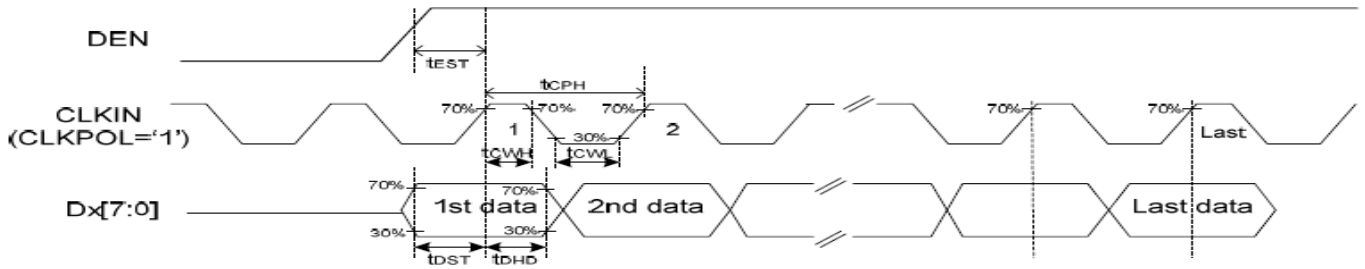 DEN
tEST
tCPH
CLKIN
(CLKPOL=‘1’)
70% 70% 70% 70% 70%
1 2 Last
30%
tCWH tCWL
70% 70%
Dx[7:0] 1st data 2nd data Last data
30% 30%
tDST tDHD